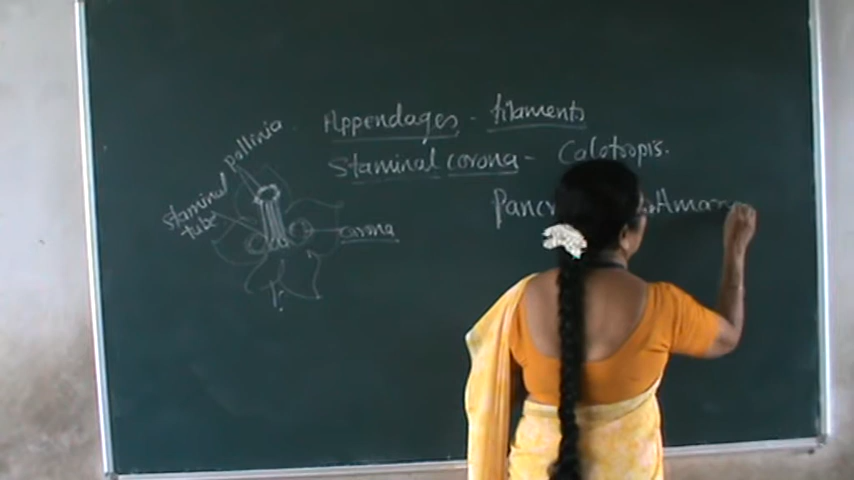 Appendages - filaments
Staminal corona - Calotropis.
pollinia
staminal
tube
corona